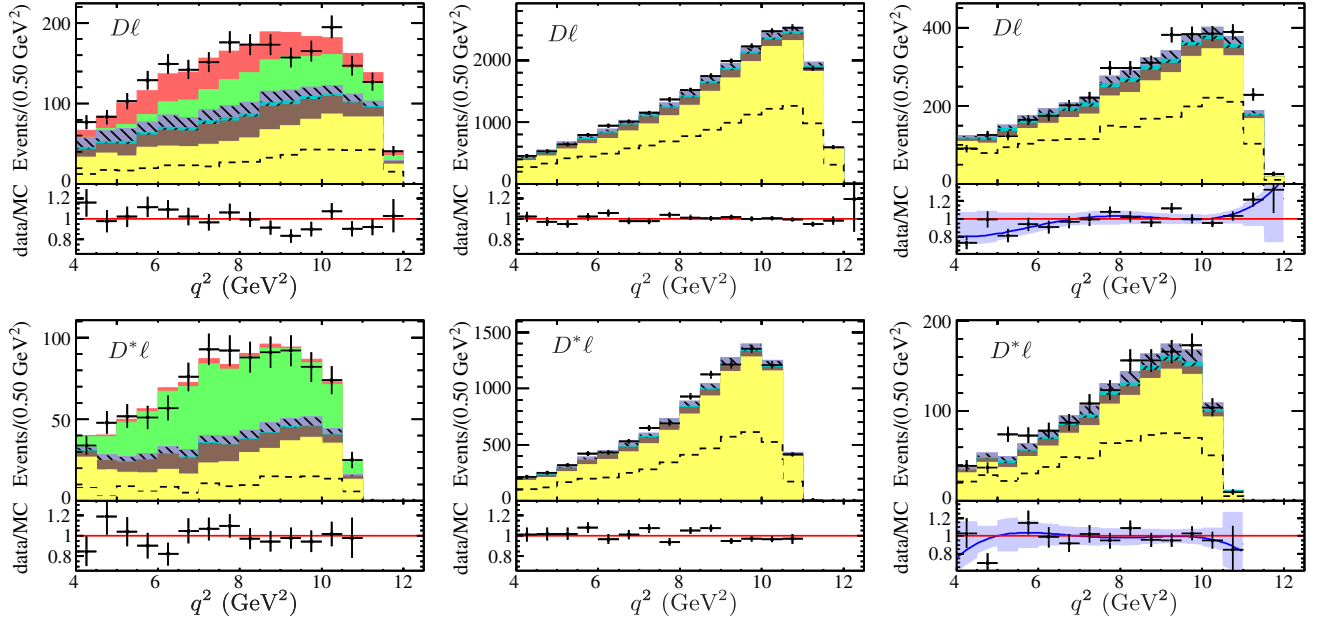 Dℓ
Events/(0.50 GeV²)
200
100
0
data/MC
1.2
1
0.8
4 6 8 10 12
q² (GeV²)
Dℓ
Events/(0.50 GeV²)
2000
1000
0
data/MC
1.2
1
0.8
4 6 8 10 12
q² (GeV²)
Dℓ
Events/(0.50 GeV²)
400
200
0
data/MC
1.2
1
0.8
4 6 8 10 12
q² (GeV²)
D*ℓ
Events/(0.50 GeV²)
100
50
0
data/MC
1.2
1
0.8
4 6 8 10 12
q² (GeV²)
D*ℓ
Events/(0.50 GeV²)
1500
1000
500
0
data/MC
1.2
1
0.8
4 6 8 10 12
q² (GeV²)
D*ℓ
Events/(0.50 GeV²)
200
100
0
data/MC
1.2
1
0.8
4 6 8 10 12
q² (GeV²)